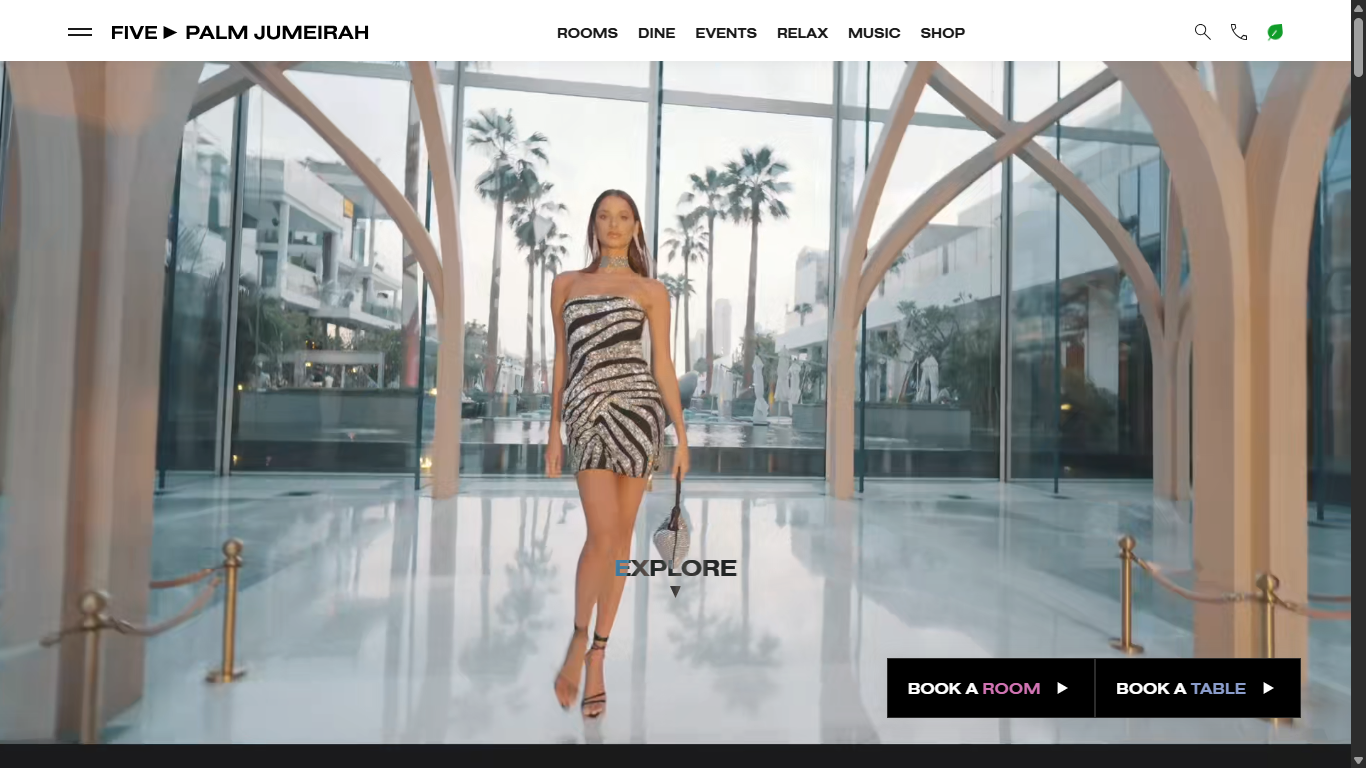 FIVE ▶ PALM JUMEIRAH
ROOMS DINE EVENTS RELAX MUSIC SHOP
EXPLORE
BOOK A ROOM
BOOK A TABLE